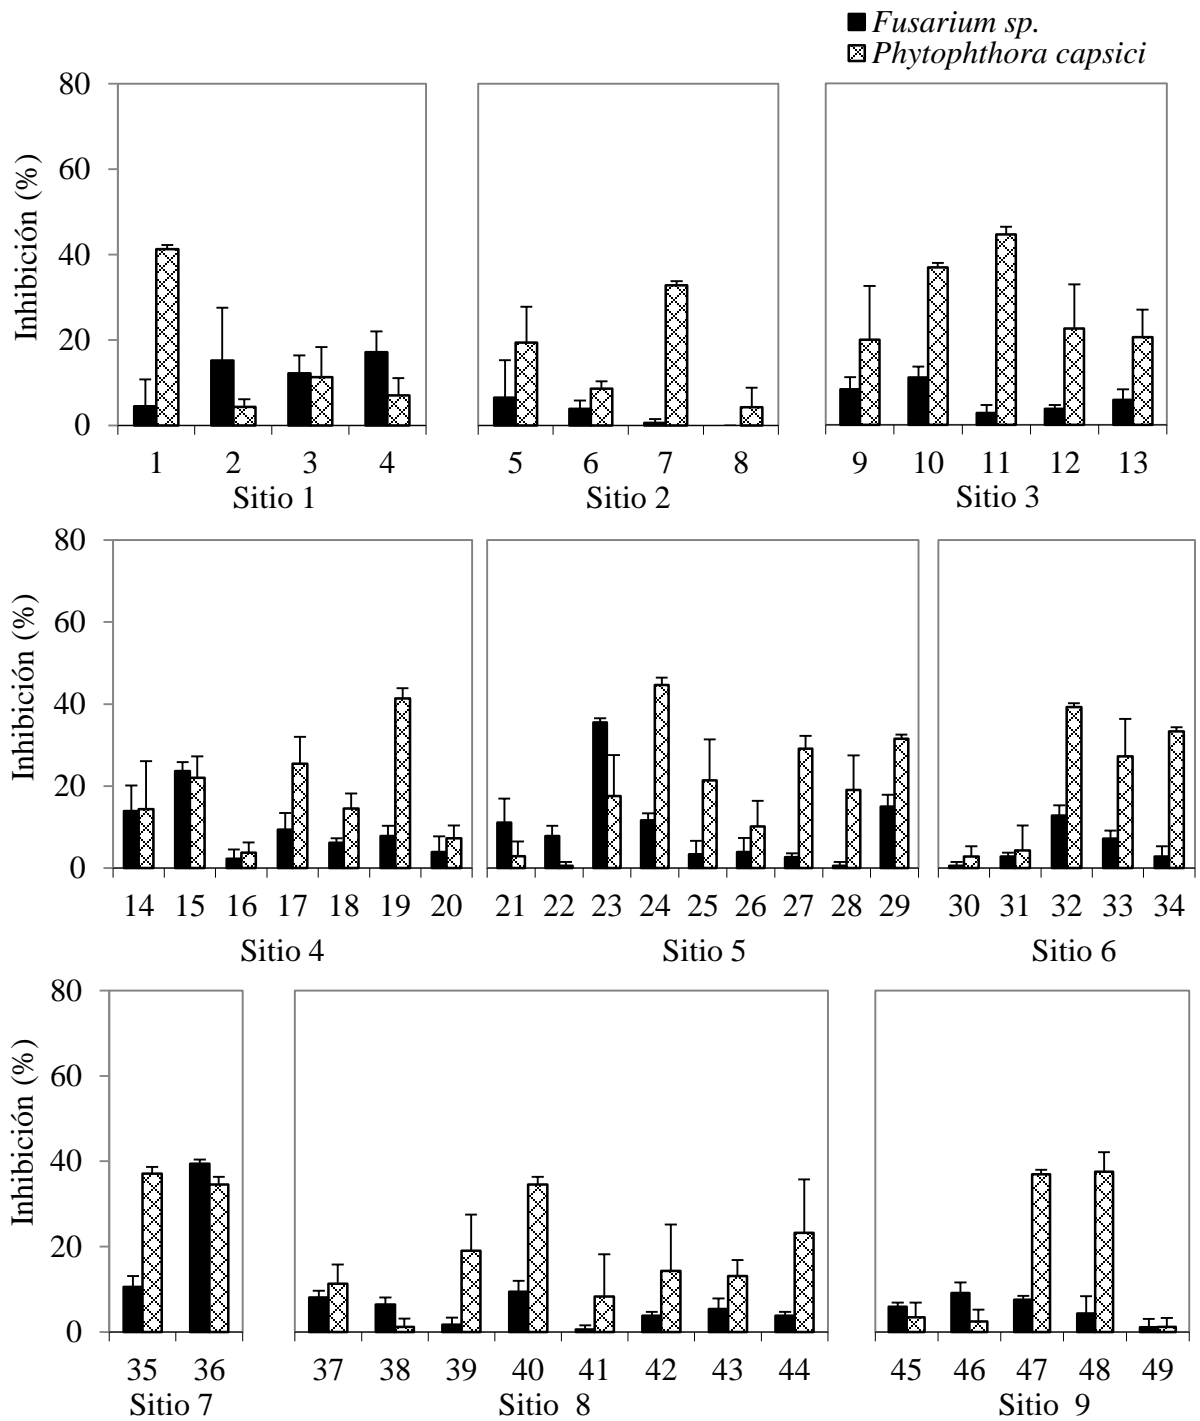 Fusarium sp.
Phytophthora capsici
Inhibición (%)
80
60
40
20
0
1 2 3 4
Sitio 1
5 6 7 8
Sitio 2
9 10 11 12 13
Sitio 3
Inhibición (%)
80
60
40
20
0
14 15 16 17 18 19 20
Sitio 4
21 22 23 24 25 26 27 28 29
Sitio 5
30 31 32 33 34
Sitio 6
Inhibición (%)
80
60
40
20
0
35 36
Sitio 7
37 38 39 40 41 42 43 44
Sitio 8
45 46 47 48 49
Sitio 9